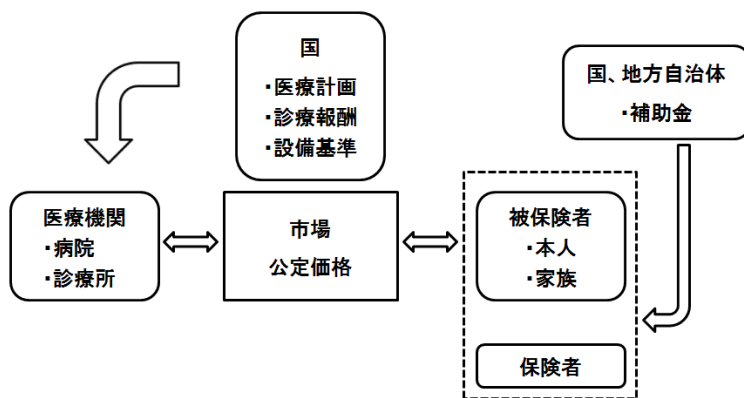 国
・医療計画
・診療報酬
・設備基準
国、地方自治体
・補助金
医療機関
・病院
・診療所
市場
公定価格
被保険者
・本人
・家族
保険者